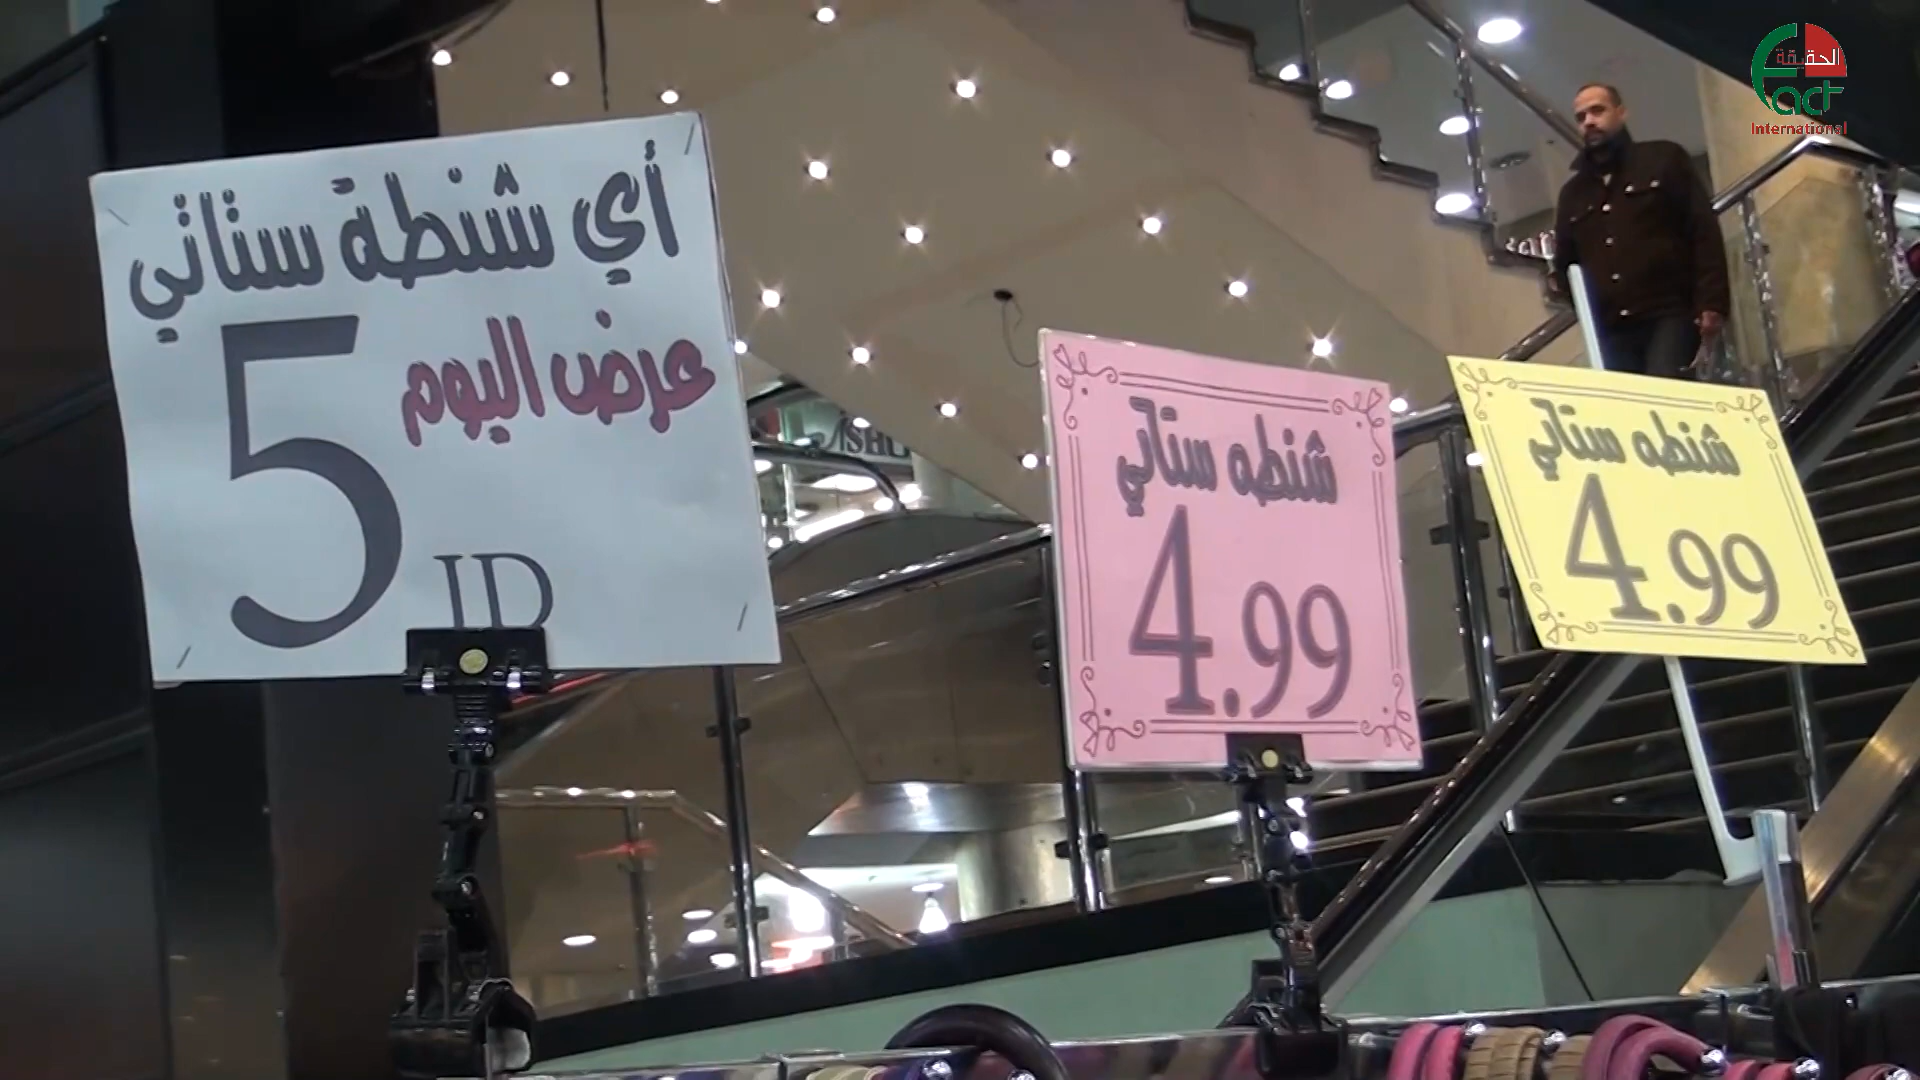 أي شنطة ستاتي
عرض اليوم
5 JD
شنطه ستاتي
4.99
شنطه ستاتي
4.99
الحقيقة
Fact
International